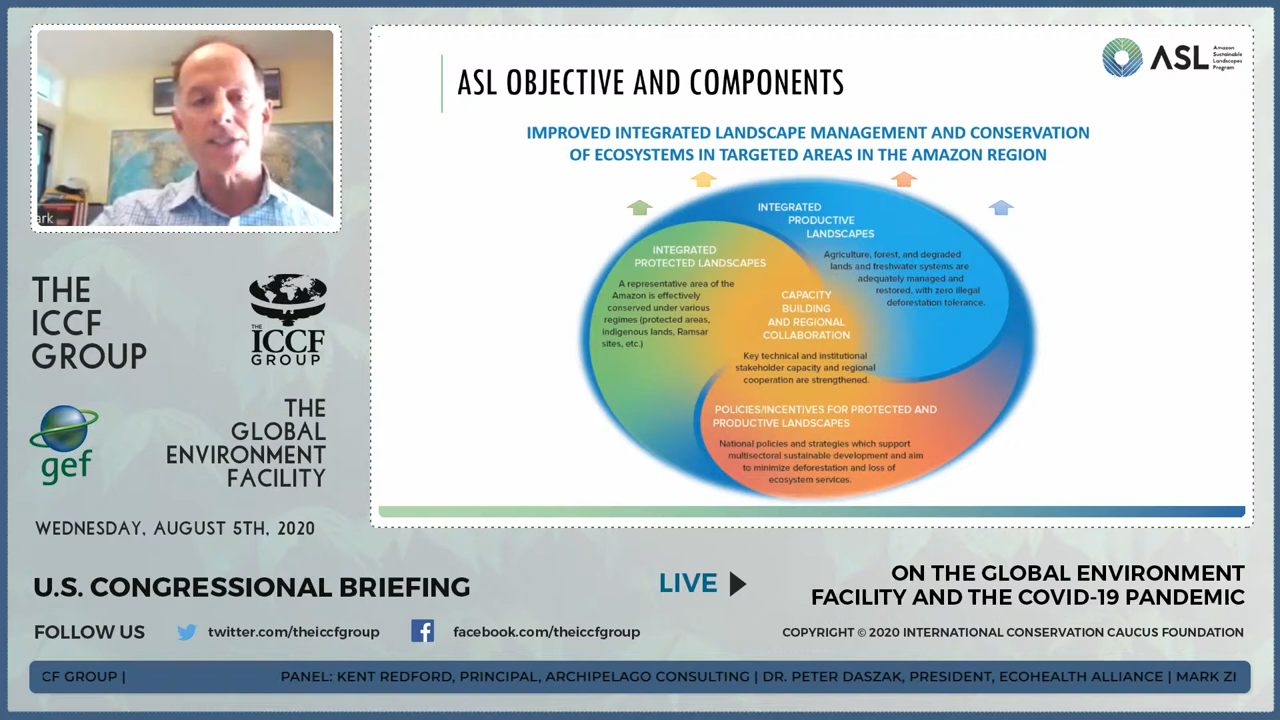 ark
THE
ICCF
GROUP
THE
ICCF
GROUP
gef
THE
GLOBAL
ENVIRONMENT
FACILITY
WEDNESDAY, AUGUST 5TH, 2020
ASL OBJECTIVE AND COMPONENTS
ASL
Amazon
Sustainable
Landscapes
Program
IMPROVED INTEGRATED LANDSCAPE MANAGEMENT AND CONSERVATION
OF ECOSYSTEMS IN TARGETED AREAS IN THE AMAZON REGION
INTEGRATED
PRODUCTIVE
LANDSCAPES
Agriculture, forest, and degraded
lands and freshwater systems are
adequately managed and
restored, with zero illegal
deforestation tolerance.
INTEGRATED
PROTECTED LANDSCAPES
A representative area of the
Amazon is effectively
conserved under various
regimes (protected areas,
indigenous lands, Ramsar
sites, etc.)
CAPACITY
BUILDING
AND REGIONAL
COLLABORATION
Key technical and institutional
stakeholder capacity and regional
cooperation are strengthened.
POLICIES/INCENTIVES FOR PROTECTED AND
PRODUCTIVE LANDSCAPES
National policies and strategies which support
multisectoral sustainable development and aim
to minimize deforestation and loss of
ecosystem services.
U.S. CONGRESSIONAL BRIEFING
LIVE
ON THE GLOBAL ENVIRONMENT
FACILITY AND THE COVID-19 PANDEMIC
FOLLOW US
twitter.com/theiccfgroup
facebook.com/theiccfgroup
COPYRIGHT © 2020 INTERNATIONAL CONSERVATION CAUCUS FOUNDATION
CF GROUP | PANEL: KENT REDFORD, PRINCIPAL, ARCHIPELAGO CONSULTING | DR. PETER DASZAK, PRESIDENT, ECOHEALTH ALLIANCE | MARK ZI